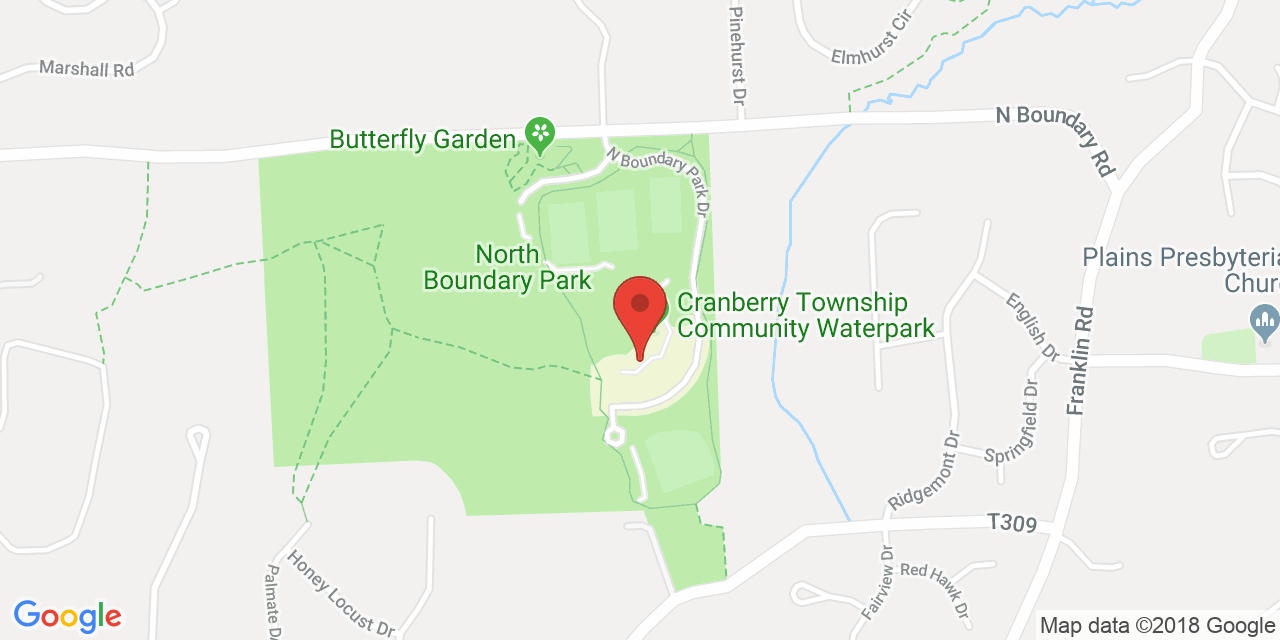 Marshall Rd
Pinehurst Dr
Elmhurst Cir
N Boundary Rd
Butterfly Garden
N Boundary Park Dr
North
Boundary Park
Cranberry Township
Community Waterpark
Plains Presbyteria
Churc
English Dr
Franklin Rd
Springfield Dr
Ridgemont Dr
T309
Honey Locust Dr
Palmate D
Fairview Dr
Red Hawk Dr
Google
Map data ©2018 Google